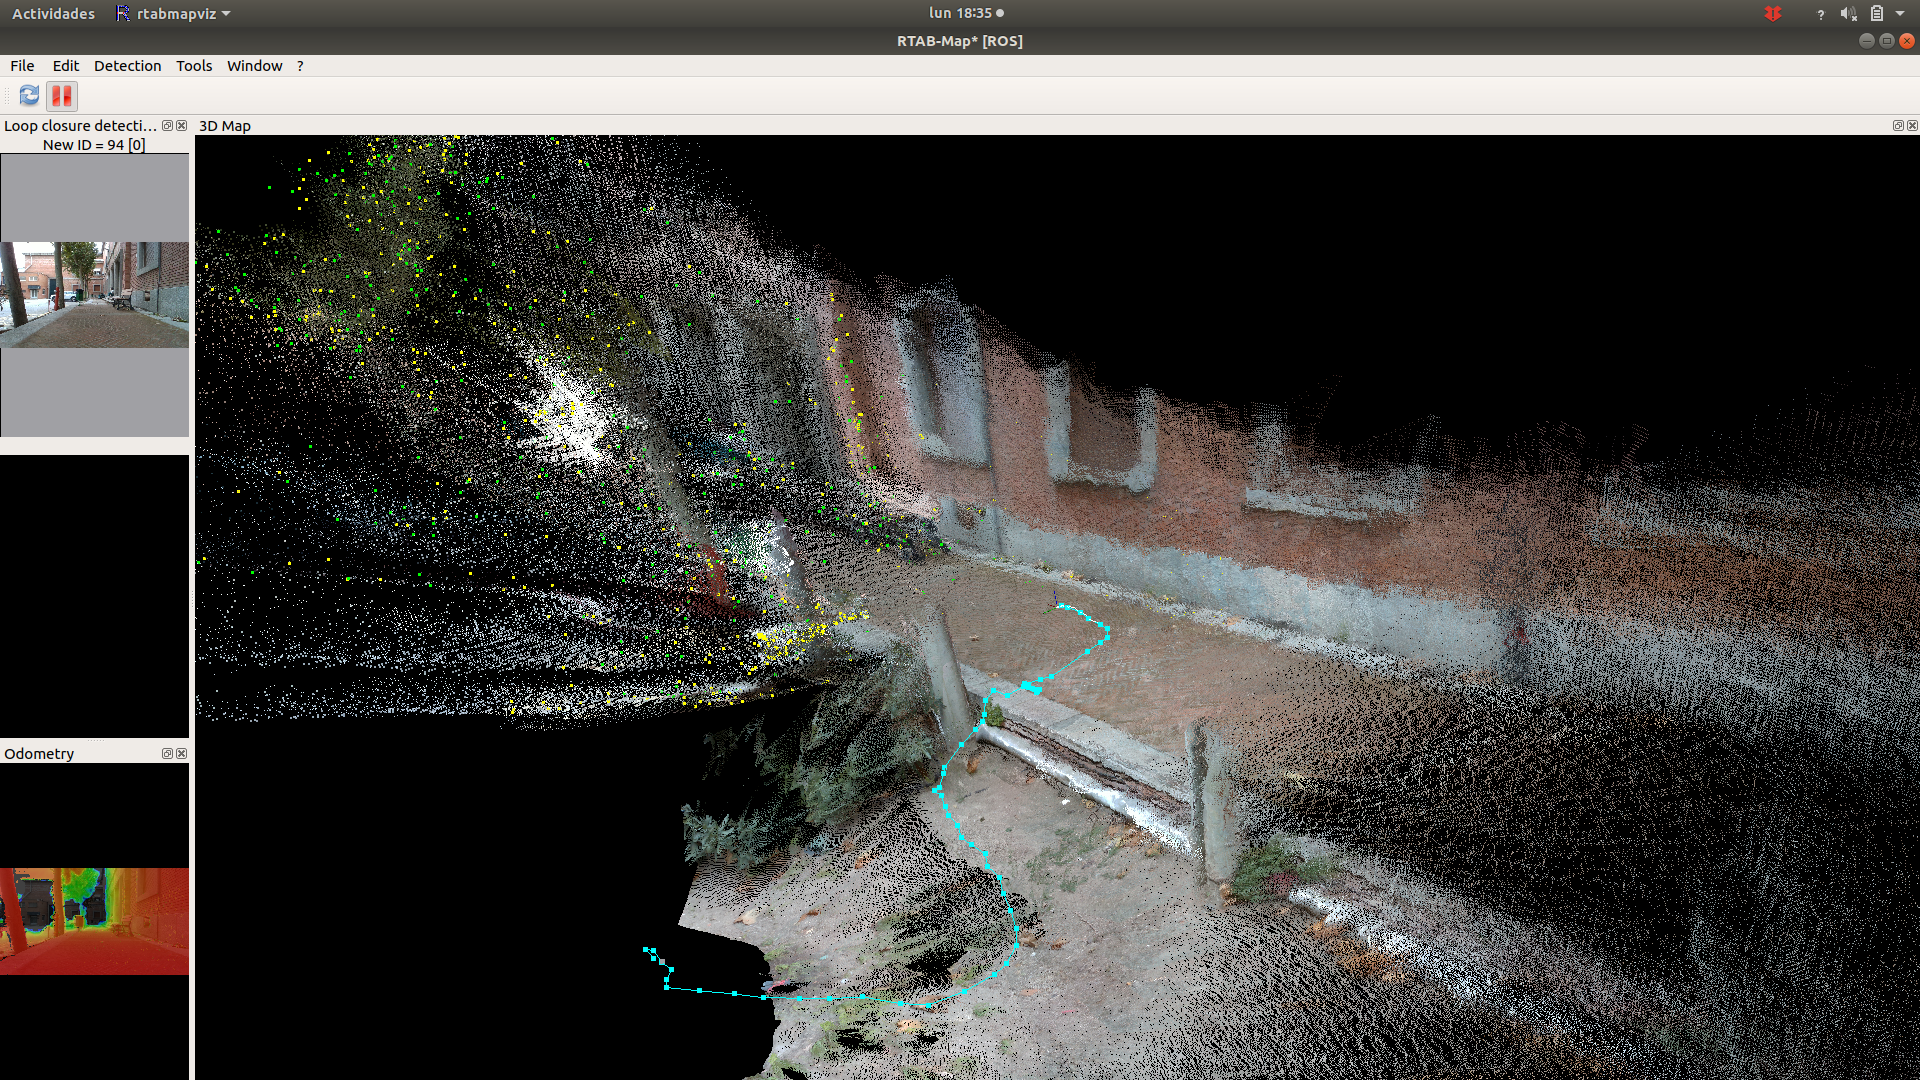 Actividades rtabmapviz lun 18:35 ?
RTAB-Map* [ROS]
File Edit Detection Tools Window ?
Loop closure detecti... 3D Map
New ID = 94 [0]
Odometry